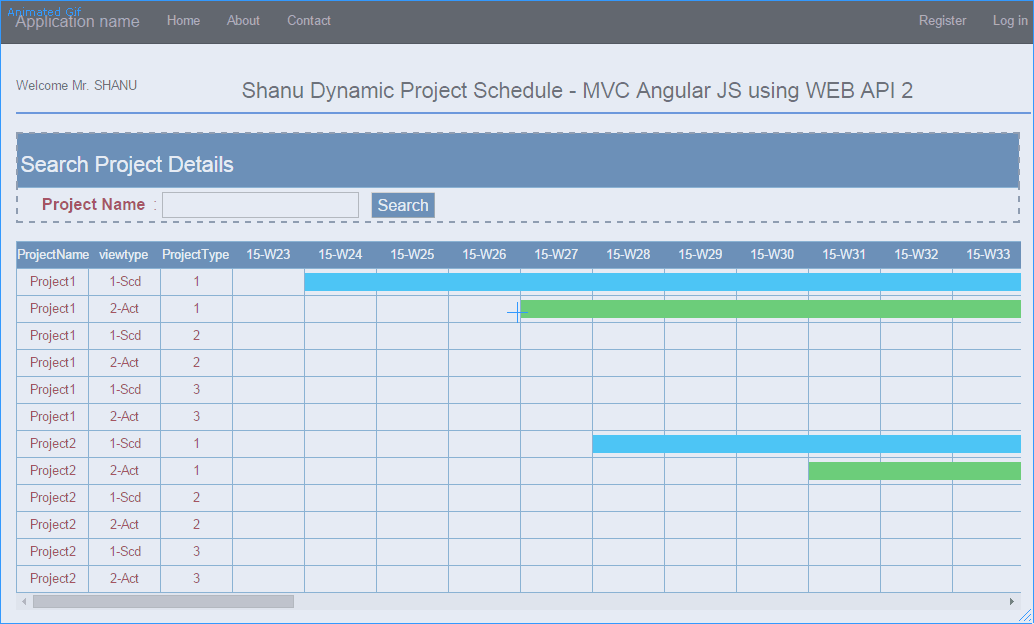 Animated Gif
Application name Home About Contact Register Log in
Welcome Mr. SHANU
Shanu Dynamic Project Schedule - MVC Angular JS using WEB API 2
Search Project Details
Project Name : Search
ProjectName viewtype ProjectType 15-W23 15-W24 15-W25 15-W26 15-W27 15-W28 15-W29 15-W30 15-W31 15-W32 15-W33
Project1 1-Scd 1
Project1 2-Act 1
Project1 1-Scd 2
Project1 2-Act 2
Project1 1-Scd 3
Project1 2-Act 3
Project2 1-Scd 1
Project2 2-Act 1
Project2 1-Scd 2
Project2 2-Act 2
Project2 1-Scd 3
Project2 2-Act 3